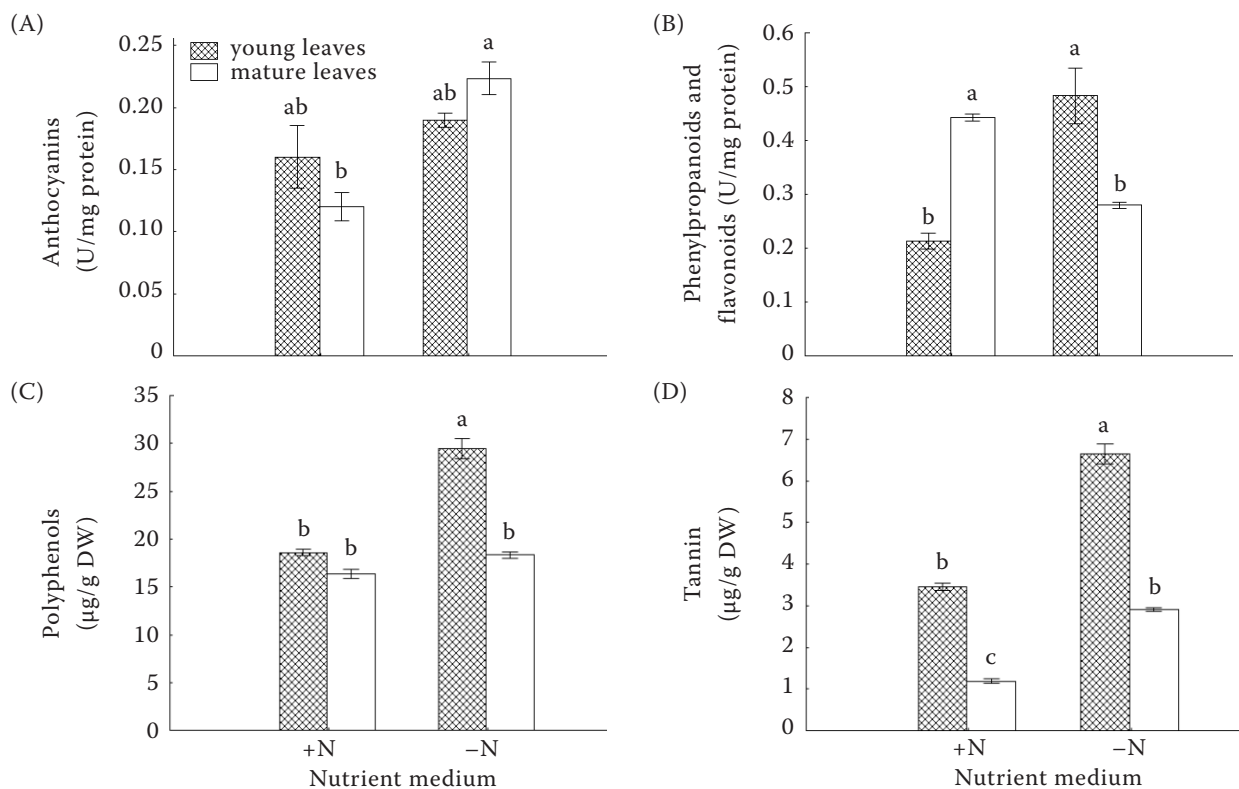 (A)
0.25
0.20
0.15
0.10
0.05
0
Anthocyanins
(U/mg protein)
young leaves
mature leaves
ab
b
ab
a
(B)
0.6
0.5
0.4
0.3
0.2
0.1
0
Phenylpropanoids and
flavonoids (U/mg protein)
b
a
a
b
(C)
35
30
25
20
15
10
5
0
Polyphenols
(µg/g DW)
b
b
a
b
+N
−N
Nutrient medium
(D)
8
7
6
5
4
3
2
1
0
Tannin
(µg/g DW)
b
c
a
b
+N
−N
Nutrient medium